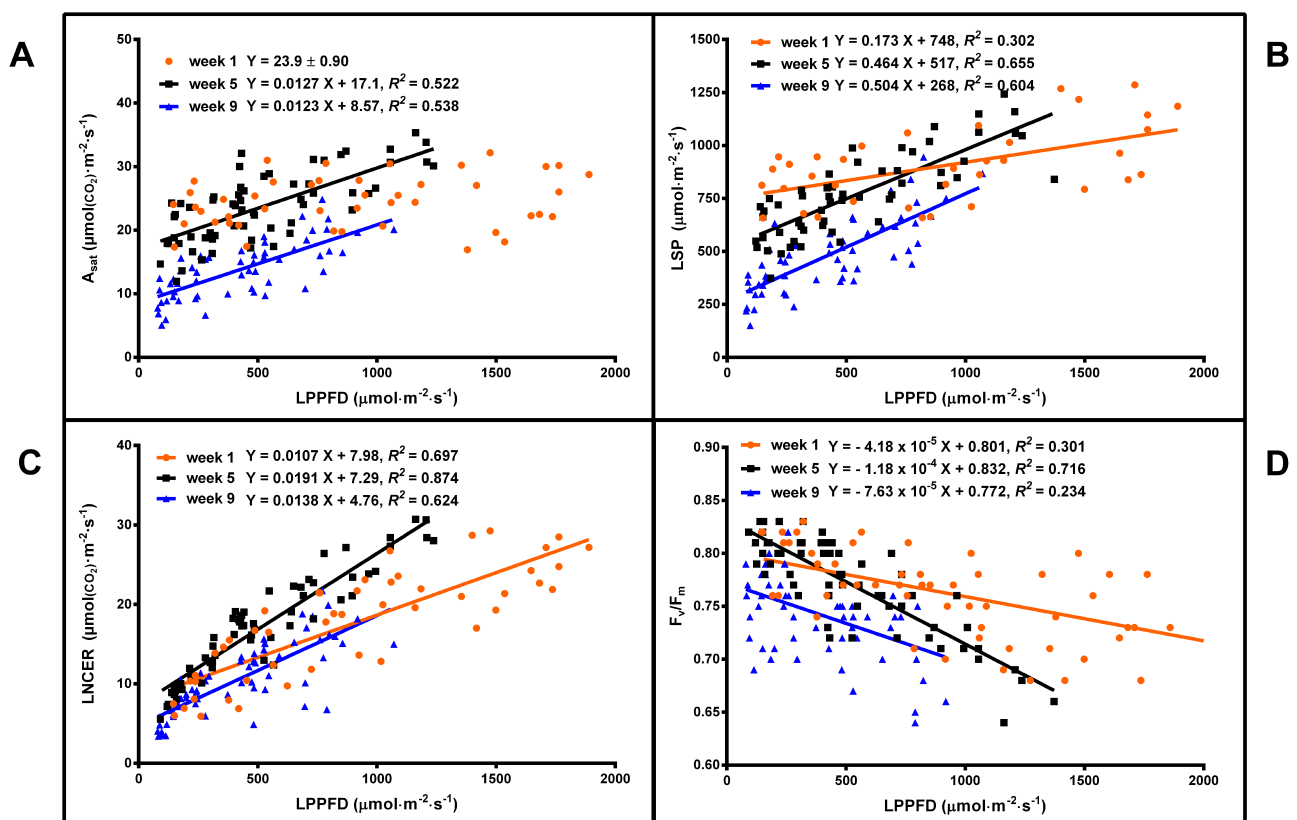 A
50
40
30
20
10
0
0 500 1000 1500 2000
A_sat (µmol(CO₂)·m⁻²·s⁻¹)
LPPFD (µmol·m⁻²·s⁻¹)
week 1 Y = 23.9 ± 0.90
week 5 Y = 0.0127 X + 17.1, R² = 0.522
week 9 Y = 0.0123 X + 8.57, R² = 0.538
B
1500
1250
1000
750
500
250
0
0 500 1000 1500 2000
LSP (µmol·m⁻²·s⁻¹)
LPPFD (µmol·m⁻²·s⁻¹)
week 1 Y = 0.173 X + 748, R² = 0.302
week 5 Y = 0.464 X + 517, R² = 0.655
week 9 Y = 0.504 X + 268, R² = 0.604
C
40
30
20
10
0
0 500 1000 1500 2000
LNCER (µmol(CO₂)·m⁻²·s⁻¹)
LPPFD (µmol·m⁻²·s⁻¹)
week 1 Y = 0.0107 X + 7.98, R² = 0.697
week 5 Y = 0.0191 X + 7.29, R² = 0.874
week 9 Y = 0.0138 X + 4.76, R² = 0.624
D
0.90
0.85
0.80
0.75
0.70
0.65
0.60
0 500 1000 1500 2000
F_v/F_m
LPPFD (µmol·m⁻²·s⁻¹)
week 1 Y = - 4.18 x 10⁻⁵ X + 0.801, R² = 0.301
week 5 Y = - 1.18 x 10⁻⁴ X + 0.832, R² = 0.716
week 9 Y = - 7.63 x 10⁻⁵ X + 0.772, R² = 0.234